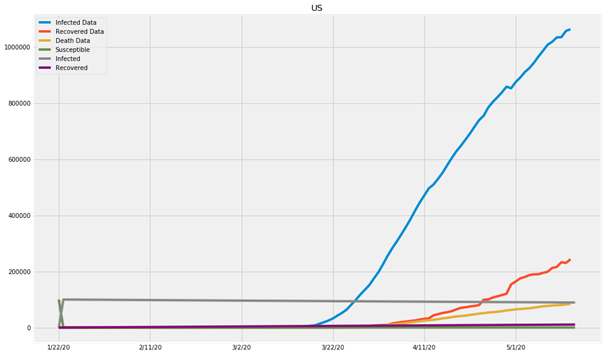 US
Infected Data
Recovered Data
Death Data
Susceptible
Infected
Recovered
1000000
800000
600000
400000
200000
0
1/22/20 2/11/20 3/2/20 3/22/20 4/11/20 5/1/20